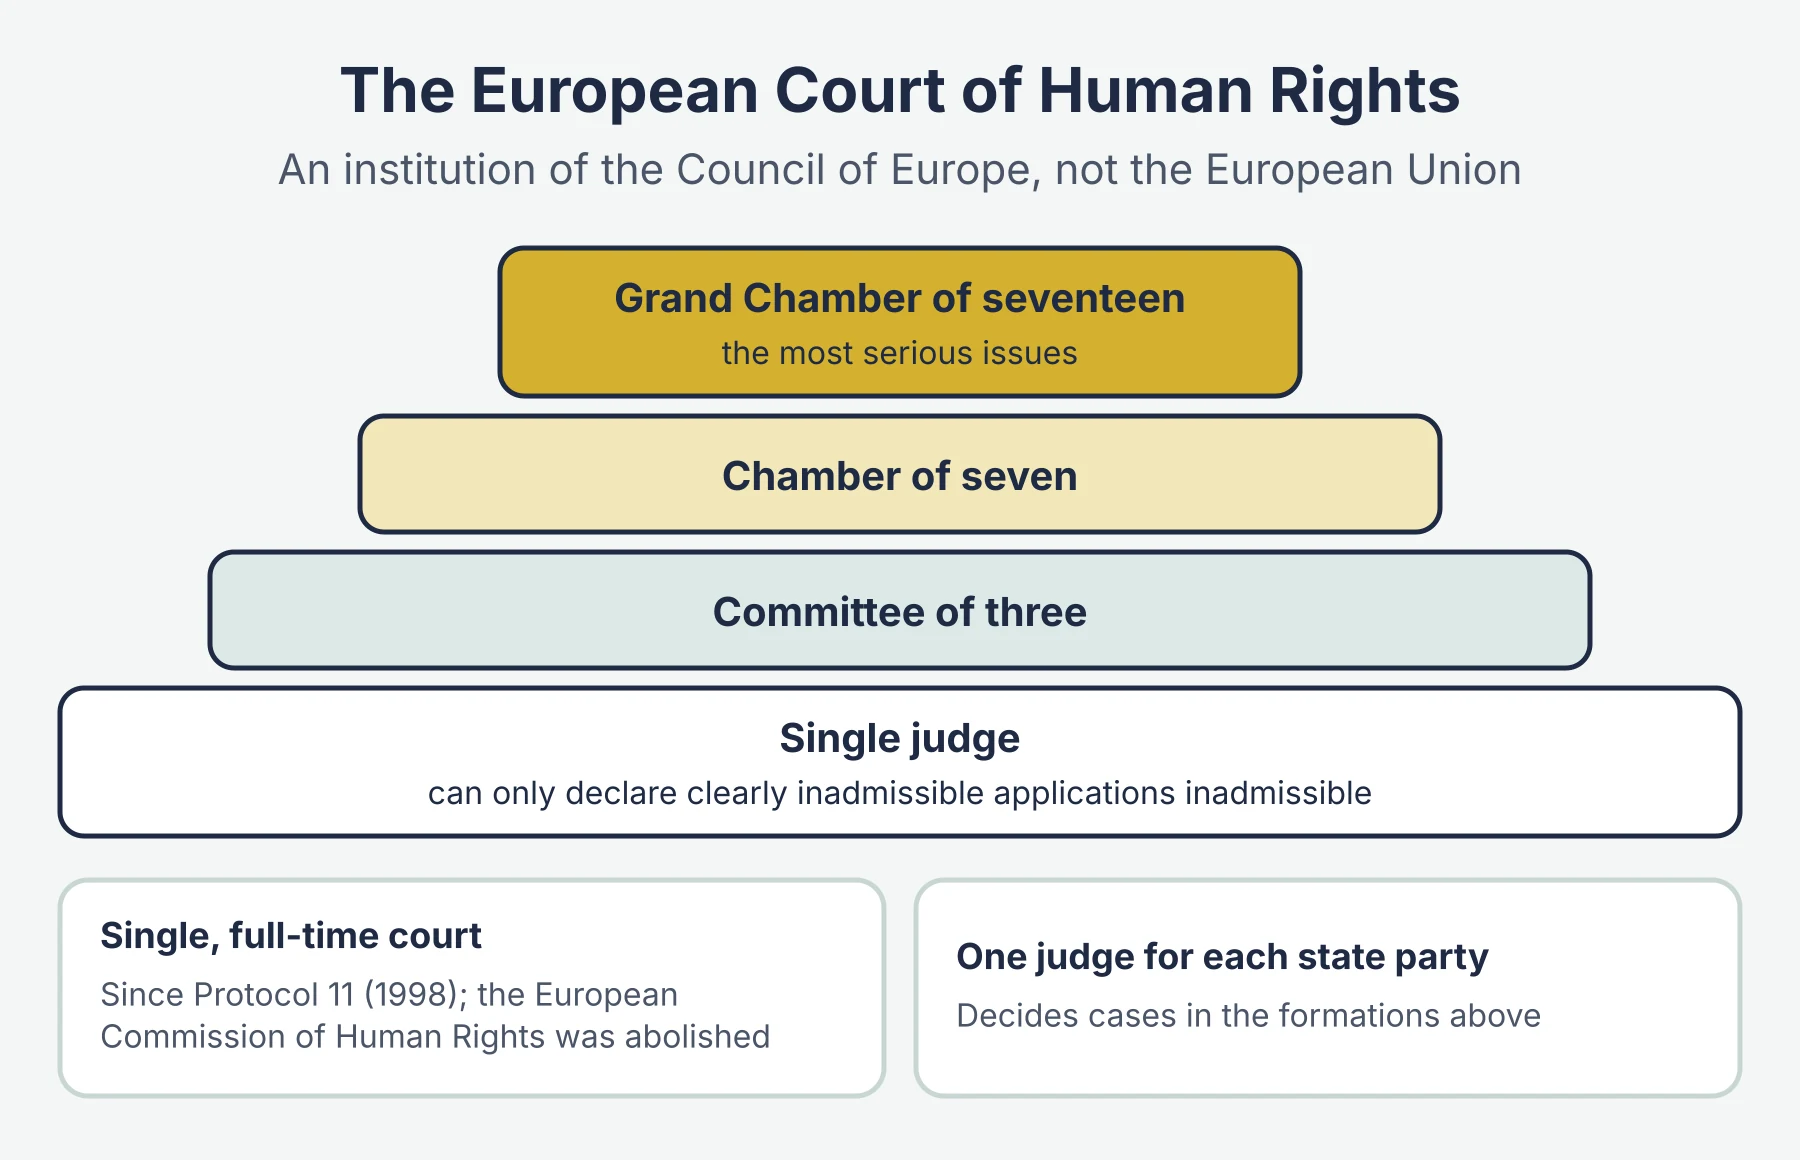 The European Court of Human Rights
An institution of the Council of Europe, not the European Union
Grand Chamber of seventeen
the most serious issues
Chamber of seven
Committee of three
Single judge
can only declare clearly inadmissible applications inadmissible
Single, full-time court
Since Protocol 11 (1998); the European
Commission of Human Rights was abolished
One judge for each state party
Decides cases in the formations above